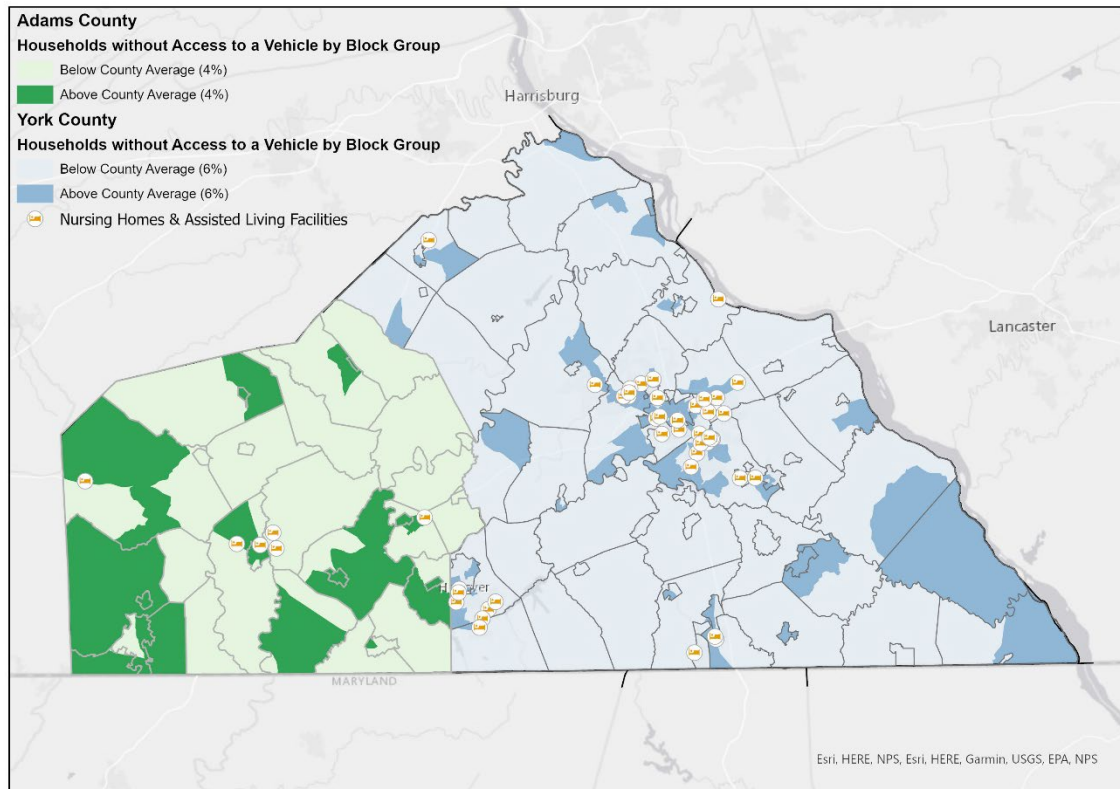 Adams County
Households without Access to a Vehicle by Block Group
Below County Average (4%)
Above County Average (4%)
York County
Households without Access to a Vehicle by Block Group
Below County Average (6%)
Above County Average (6%)
Nursing Homes & Assisted Living Facilities
Harrisburg
Lancaster
MARYLAND
Esri, HERE, NPS, Esri, HERE, Garmin, USGS, EPA, NPS